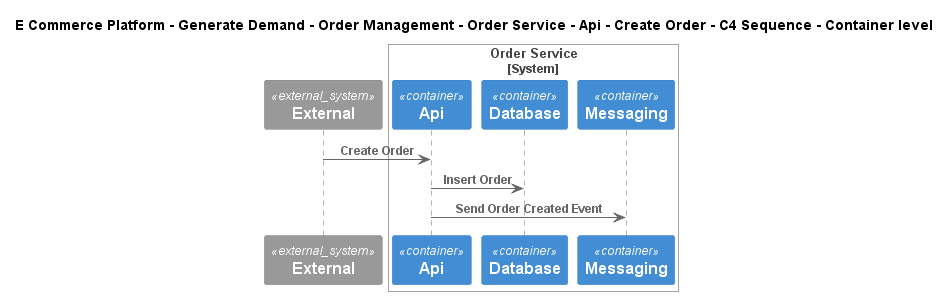 E Commerce Platform - Generate Demand - Order Management - Order Service - Api - Create Order - C4 Sequence - Container level
Order Service
[System]
«external_system» «container» «container» «container»
External Api Database Messaging
Create Order
Insert Order
Send Order Created Event
«external_system» «container» «container» «container»
External Api Database Messaging